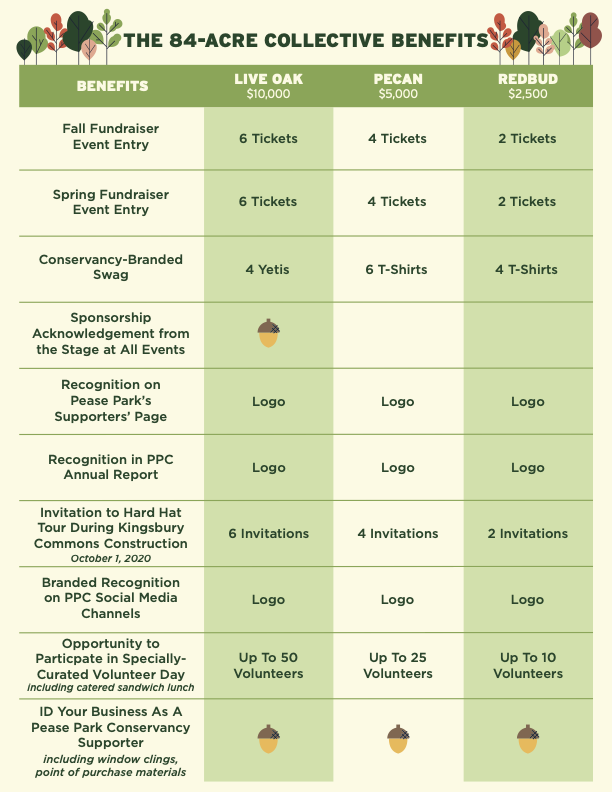 THE 84-ACRE COLLECTIVE BENEFITS
BENEFITS
LIVE OAK
$10,000
PECAN
$5,000
REDBUD
$2,500
Fall Fundraiser
Event Entry
6 Tickets
4 Tickets
2 Tickets
Spring Fundraiser
Event Entry
6 Tickets
4 Tickets
2 Tickets
Conservancy-Branded
Swag
4 Yetis
6 T-Shirts
4 T-Shirts
Sponsorship
Acknowledgement from
the Stage at All Events
Recognition on
Pease Park's
Supporters' Page
Logo
Logo
Logo
Recognition in PPC
Annual Report
Logo
Logo
Logo
Invitation to Hard Hat
Tour During Kingsbury
Commons Construction
October 1, 2020
6 Invitations
4 Invitations
2 Invitations
Branded Recognition
on PPC Social Media
Channels
Logo
Logo
Logo
Opportunity to
Particpate in Specially-
Curated Volunteer Day
including catered sandwich lunch
Up To 50
Volunteers
Up To 25
Volunteers
Up To 10
Volunteers
ID Your Business As A
Pease Park Conservancy
Supporter
including window clings,
point of purchase materials